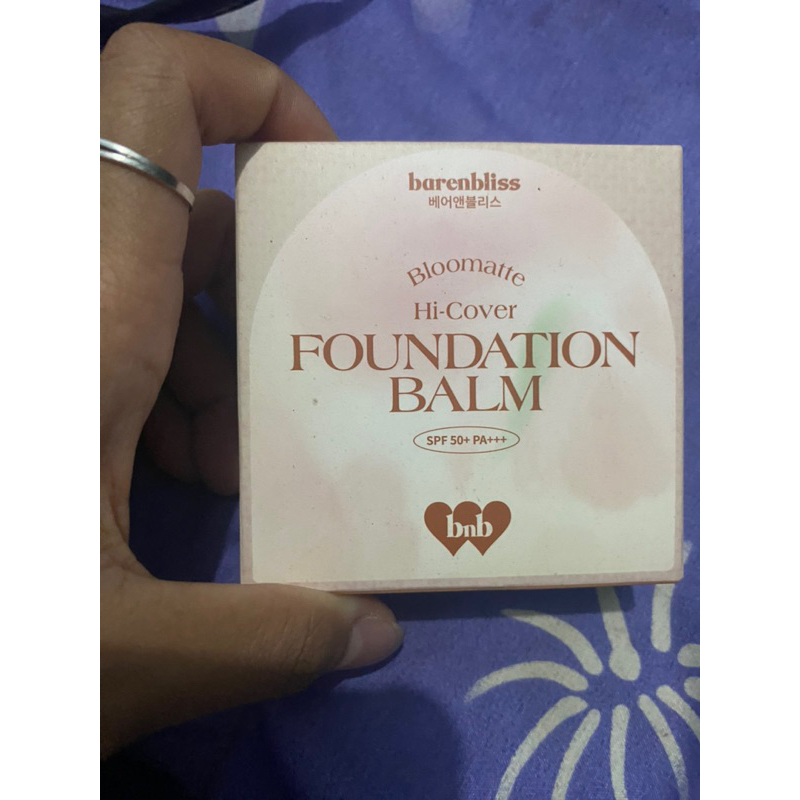 barenbliss
베어앤블리스
Bloomatte
Hi-Cover
FOUNDATION
BALM
SPF 50+ PA+++
bnb